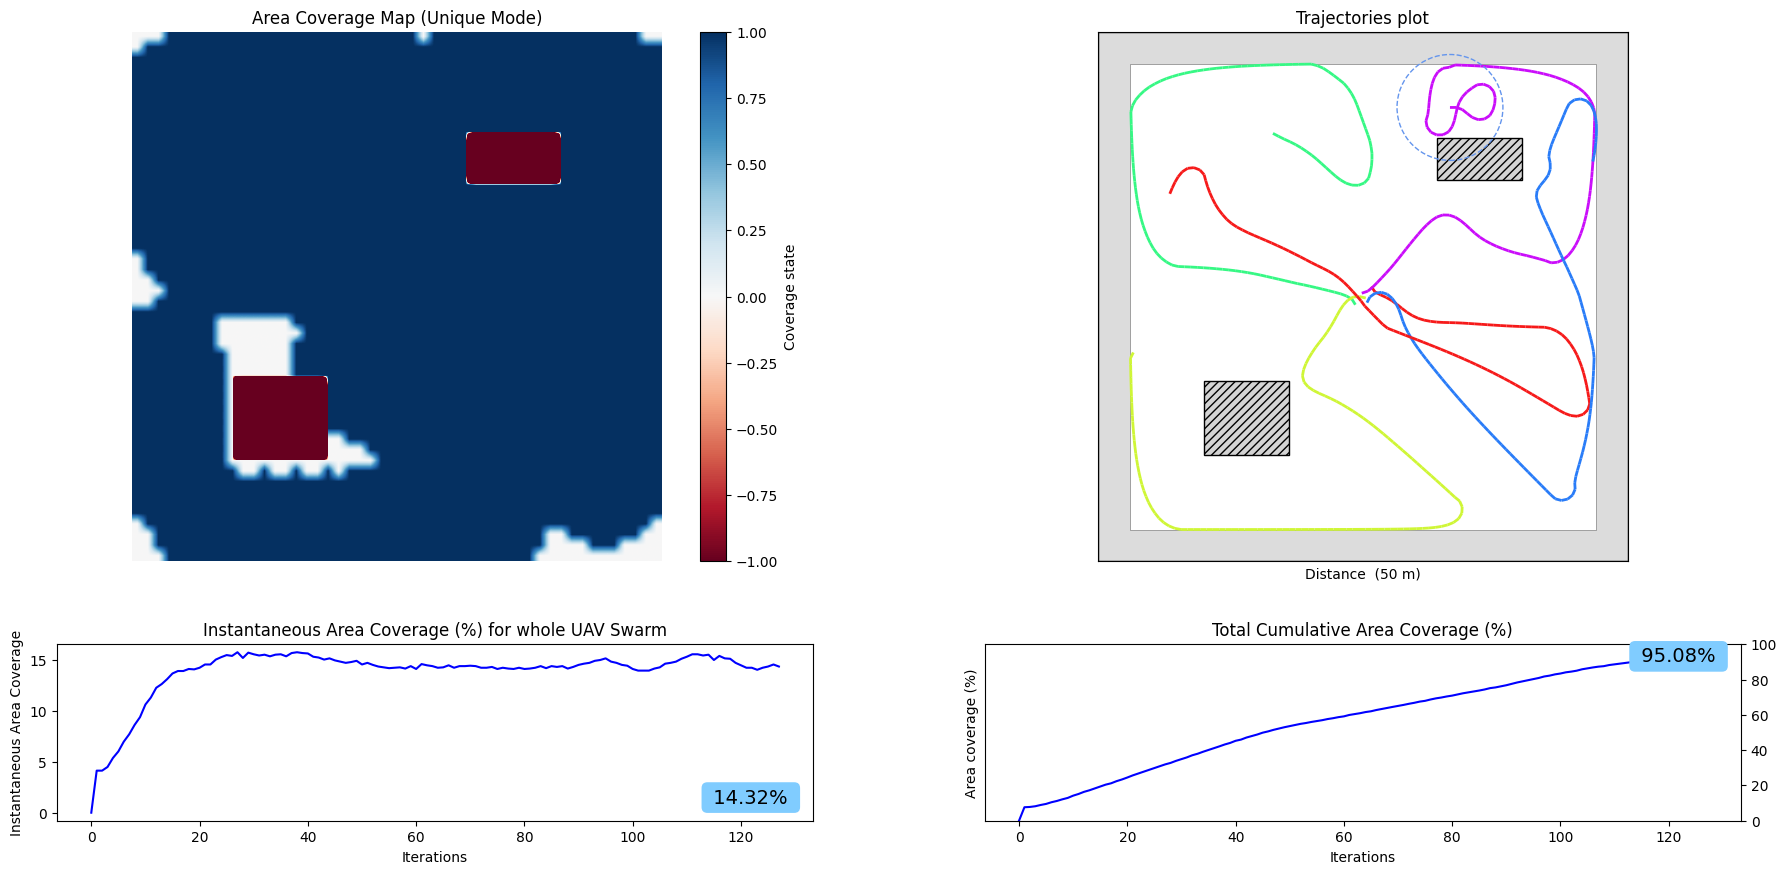 Area Coverage Map (Unique Mode)
1.00
0.75
0.50
0.25
0.00
−0.25
−0.50
−0.75
−1.00
Coverage state
Trajectories plot
Distance  (50 m)
Instantaneous Area Coverage (%) for whole UAV Swarm
Instantaneous Area Coverage
15
10
5
0
14.32%
0 20 40 60 80 100 120
Iterations
Total Cumulative Area Coverage (%)
Area coverage (%)
95.08%
100
80
60
40
20
0
0 20 40 60 80 100 120
Iterations